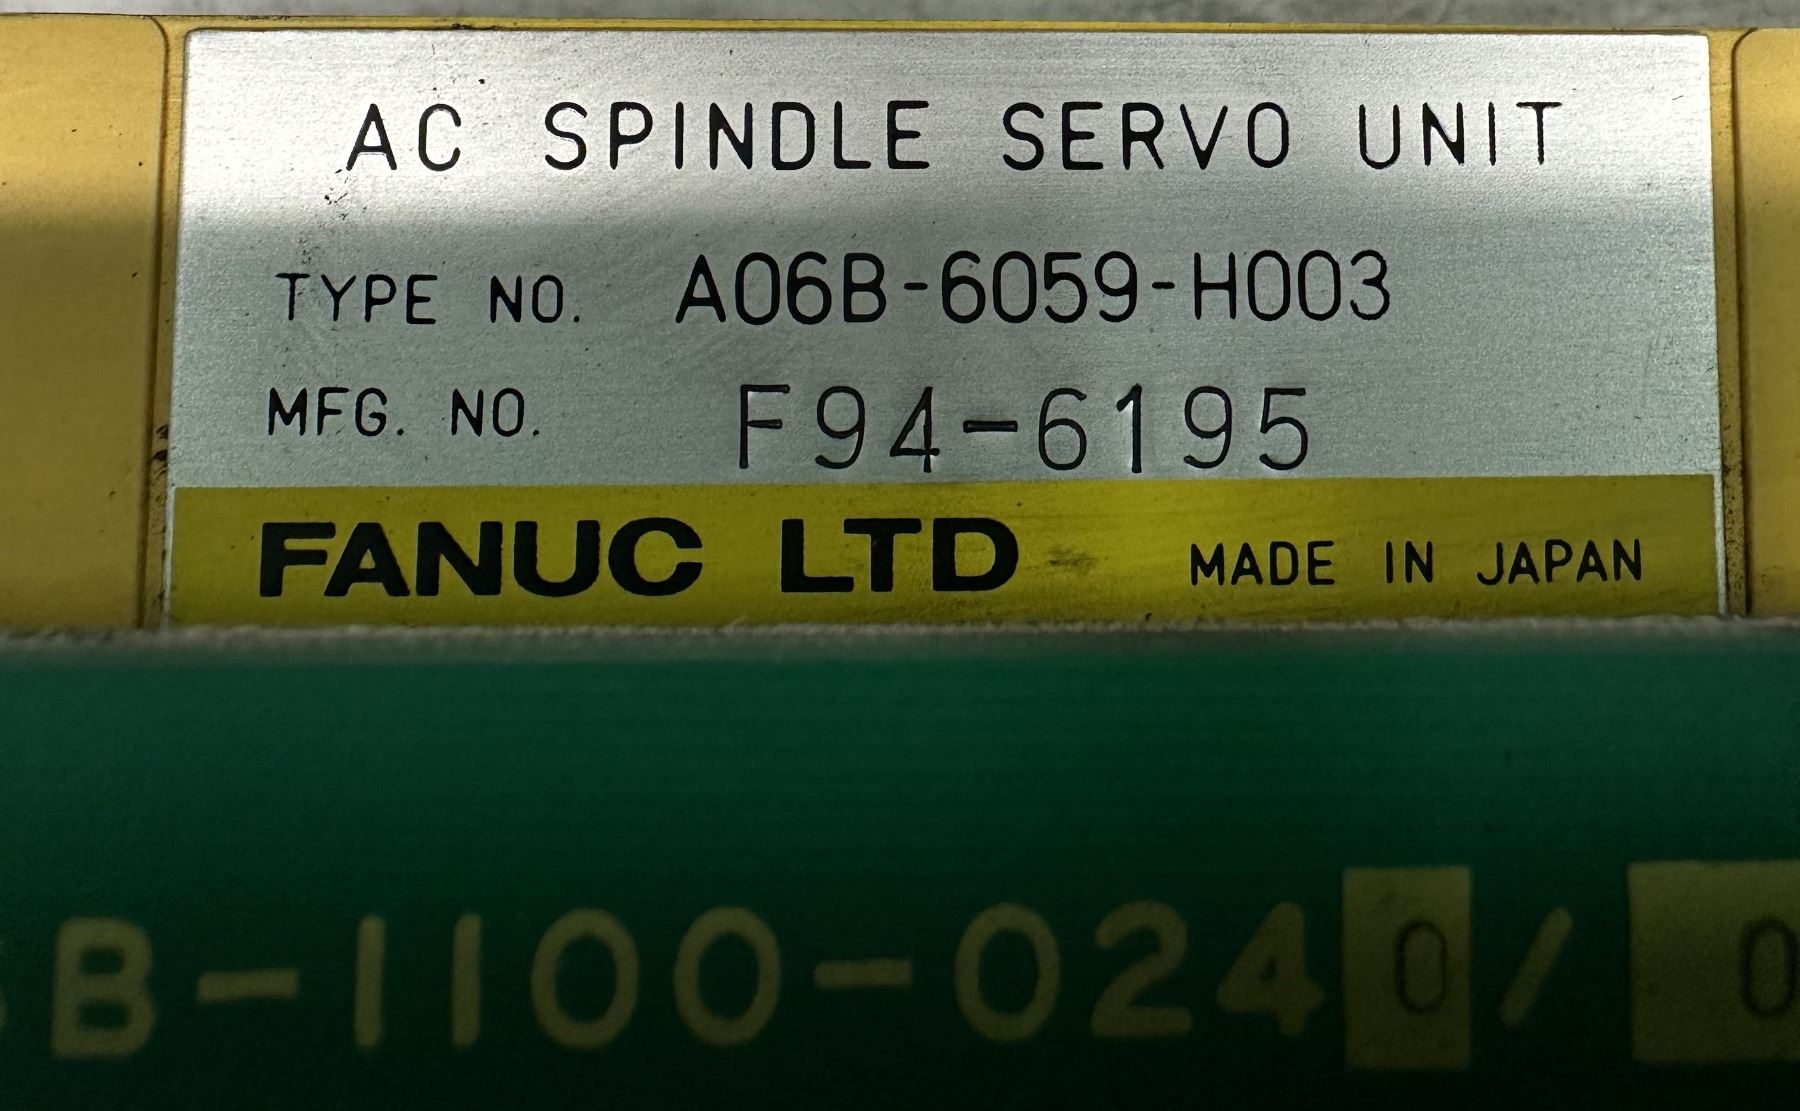 AC SPINDLE SERVO UNIT
TYPE NO. A06B-6059-H003
MFG. NO. F94-6195
FANUC LTD MADE IN JAPAN
B-1100-0240/0